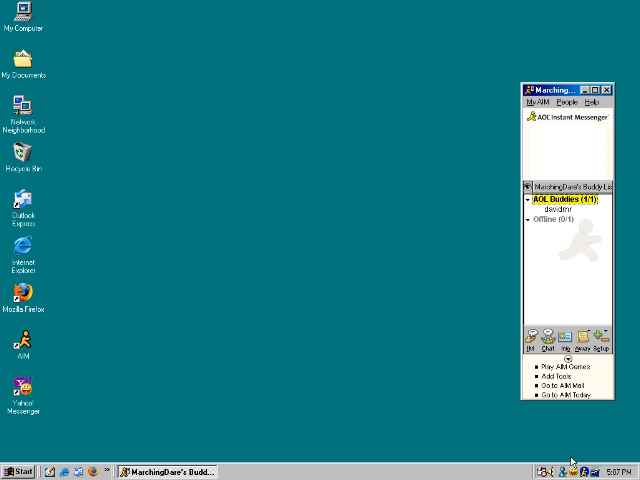 My Computer
My Documents
Network
Neighborhood
Recycle Bin
Outlook
Express
Internet
Explorer
Mozilla Firefox
AIM
Yahoo!
Messenger
Marching...
My AIM People Help
AOL Instant Messenger
MarchingDare's Buddy Lis
AOL Buddies (1/1)
davidmr
Offline (0/1)
IM Chat Info Away Setup
Play AIM Games
Add Tools
Go to AIM Mail
Go to AIM Today
Start
MarchingDare's Budd...
5:07 PM